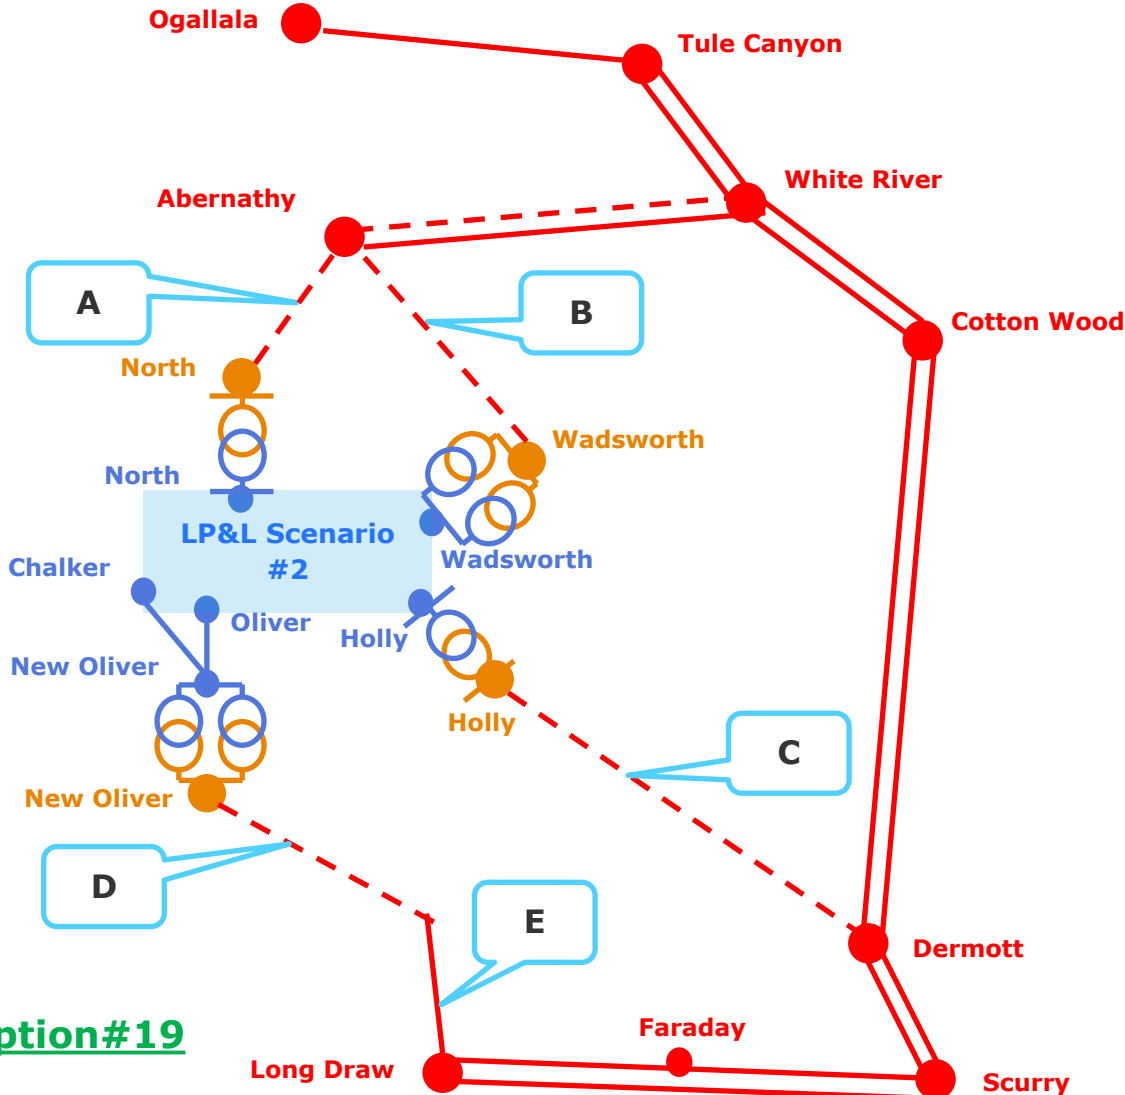 Ogallala
Tule Canyon
White River
Abernathy
A
B
Cotton Wood
North
Wadsworth
North
LP&L Scenario
#2
Wadsworth
Chalker
Oliver
Holly
New Oliver
Holly
C
New Oliver
D
E
Dermott
ption#19
Faraday
Long Draw
Scurry